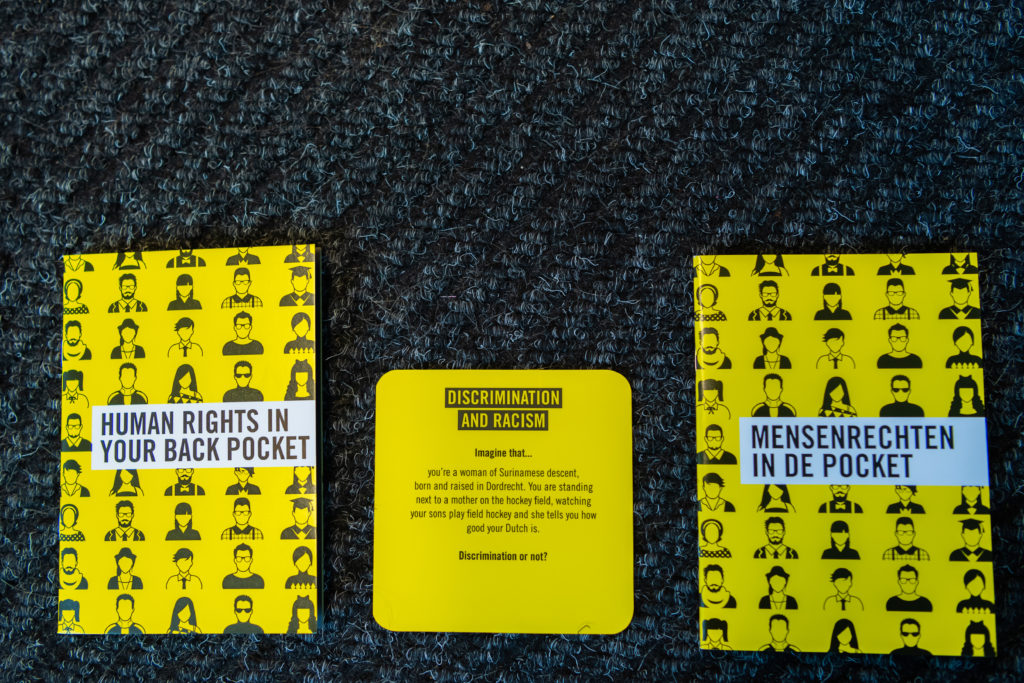 HUMAN RIGHTS IN
YOUR BACK POCKET
DISCRIMINATION
AND RACISM
Imagine that...
you're a woman of Surinamese descent,
born and raised in Dordrecht. You are standing
next to a mother on the hockey field, watching
your sons play field hockey and she tells you how
good your Dutch is.
Discrimination or not?
MENSENRECHTEN
IN DE POCKET